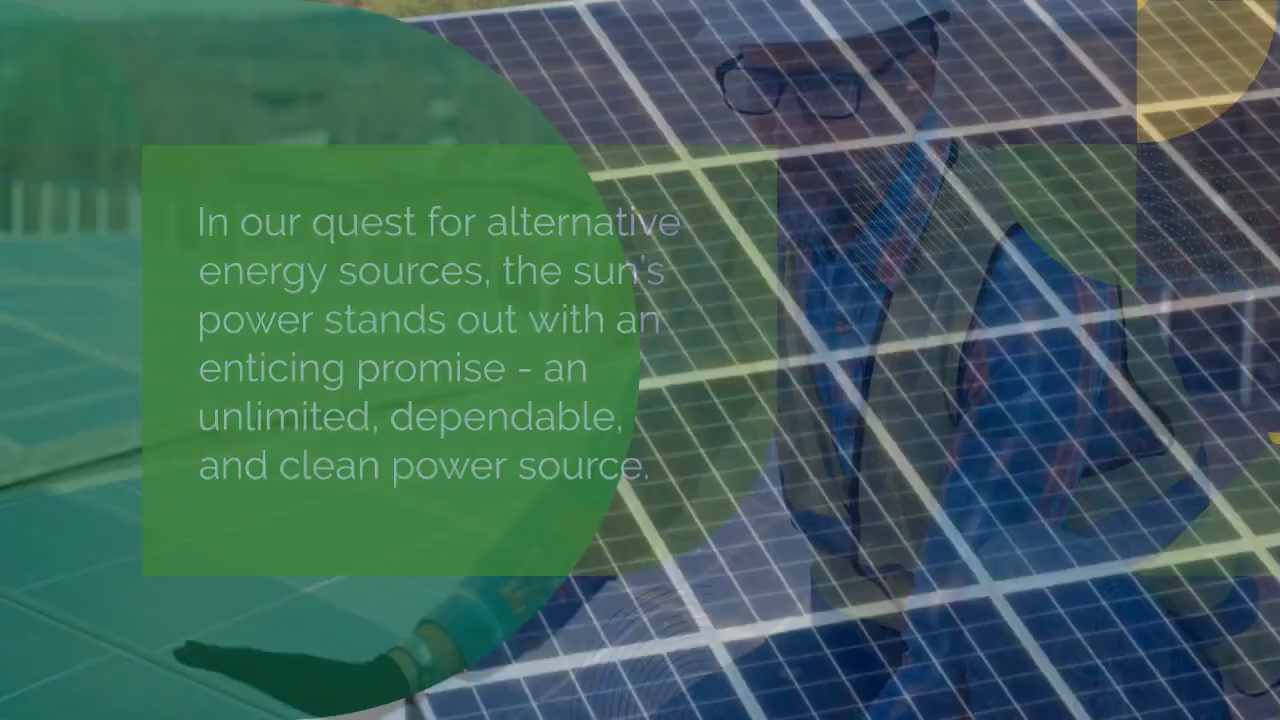 In our quest for alternative
energy sources, the sun's
power stands out with an
enticing promise - an
unlimited, dependable,
and clean power source.